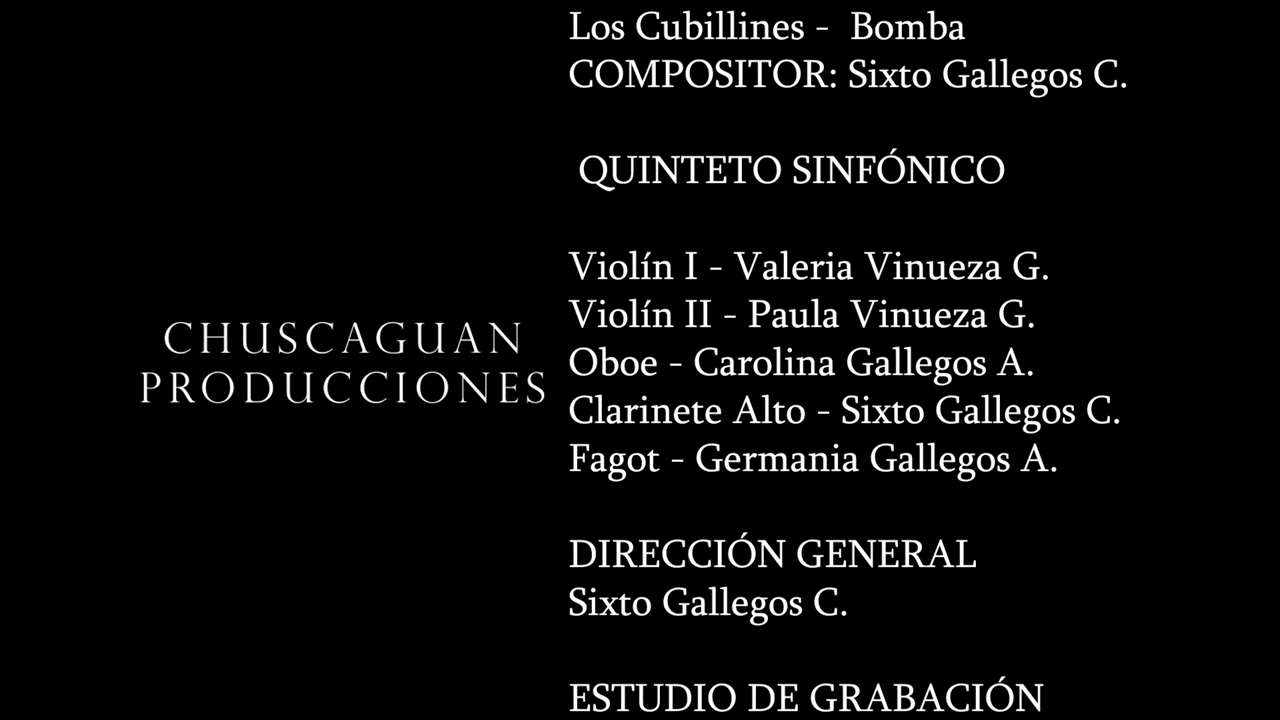 Los Cubillines -  Bomba
COMPOSITOR: Sixto Gallegos C.
QUINTETO SINFÓNICO
Violín I - Valeria Vinueza G.
Violín II - Paula Vinueza G.
Oboe - Carolina Gallegos A.
Clarinete Alto - Sixto Gallegos C.
Fagot - Germania Gallegos A.
DIRECCIÓN GENERAL
Sixto Gallegos C.
ESTUDIO DE GRABACIÓN
CHUSCAGUAN
PRODUCCIONES